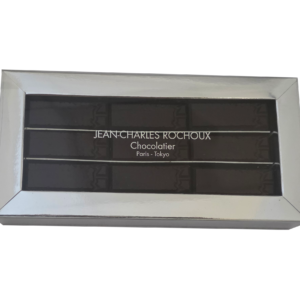 JEAN-CHARLES ROCHOUX
Chocolatier
Paris - Tokyo